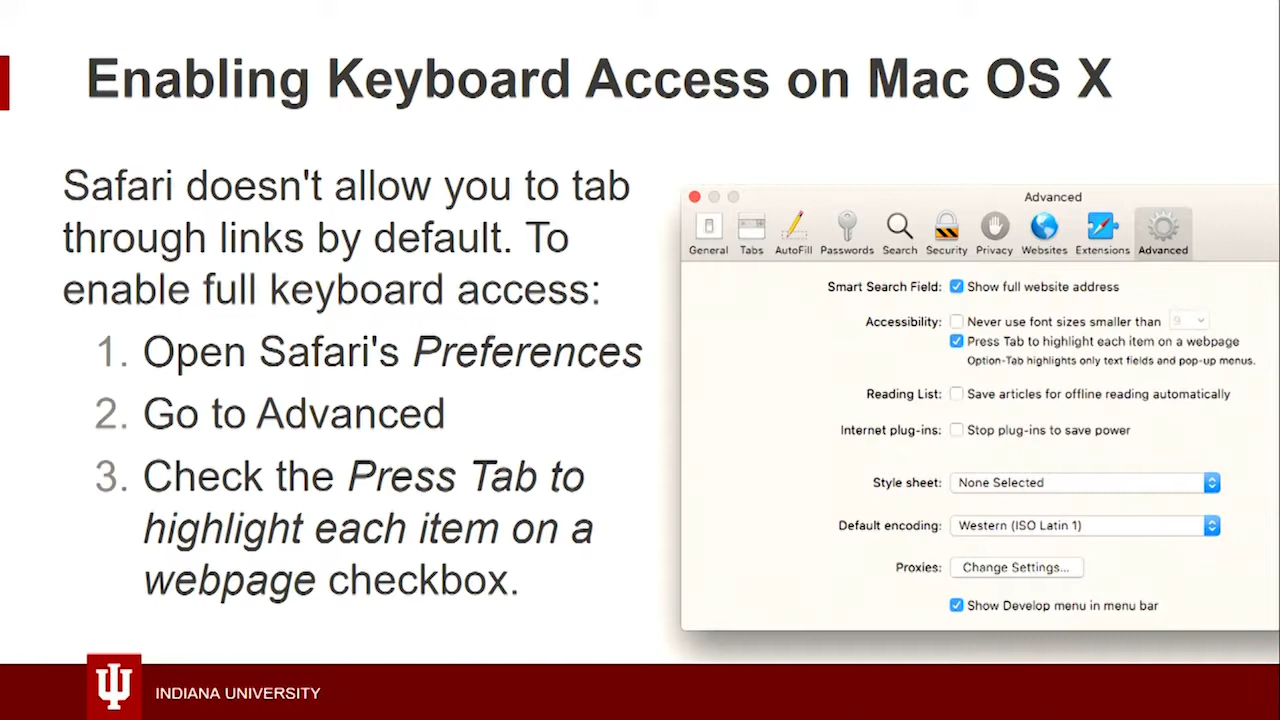 Enabling Keyboard Access on Mac OS X
Safari doesn't allow you to tab
through links by default. To
enable full keyboard access:
1. Open Safari's Preferences
2. Go to Advanced
3. Check the Press Tab to
highlight each item on a
webpage checkbox.
Advanced
General Tabs AutoFill Passwords Search Security Privacy Websites Extensions Advanced
Smart Search Field: Show full website address
Accessibility: Never use font sizes smaller than 9
Press Tab to highlight each item on a webpage
Option-Tab highlights only text fields and pop-up menus.
Reading List: Save articles for offline reading automatically
Internet plug-ins: Stop plug-ins to save power
Style sheet: None Selected
Default encoding: Western (ISO Latin 1)
Proxies: Change Settings...
Show Develop menu in menu bar
INDIANA UNIVERSITY